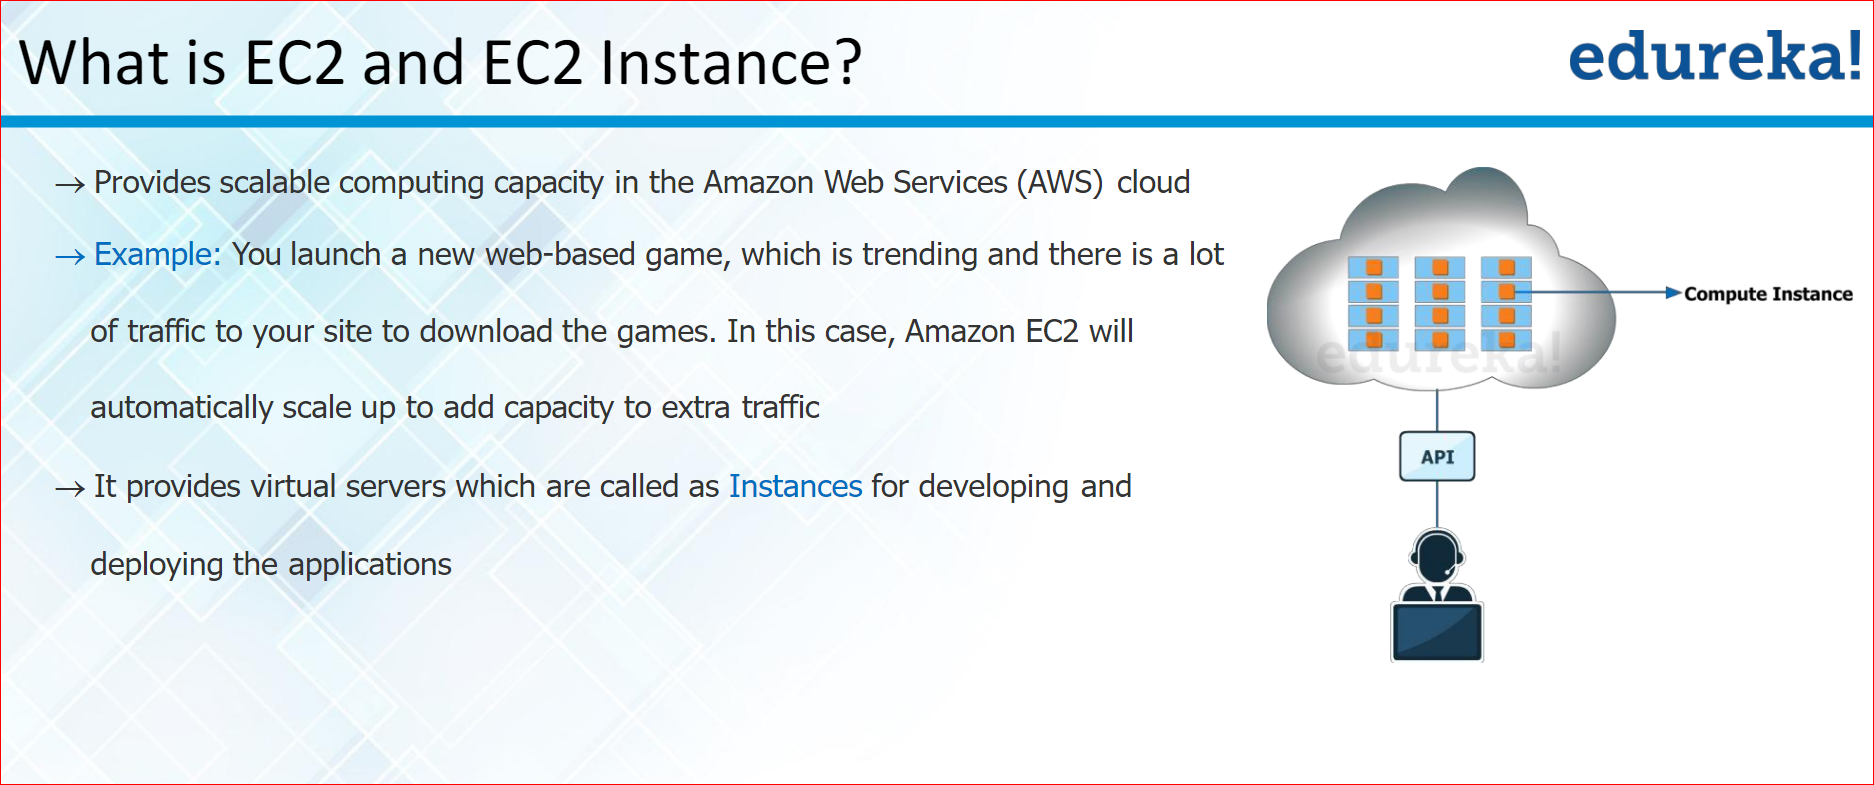 What is EC2 and EC2 Instance?
edureka!
→ Provides scalable computing capacity in the Amazon Web Services (AWS) cloud
→ Example: You launch a new web-based game, which is trending and there is a lot
of traffic to your site to download the games. In this case, Amazon EC2 will
automatically scale up to add capacity to extra traffic
→ It provides virtual servers which are called as Instances for developing and
deploying the applications
Compute Instance
edureka!
API